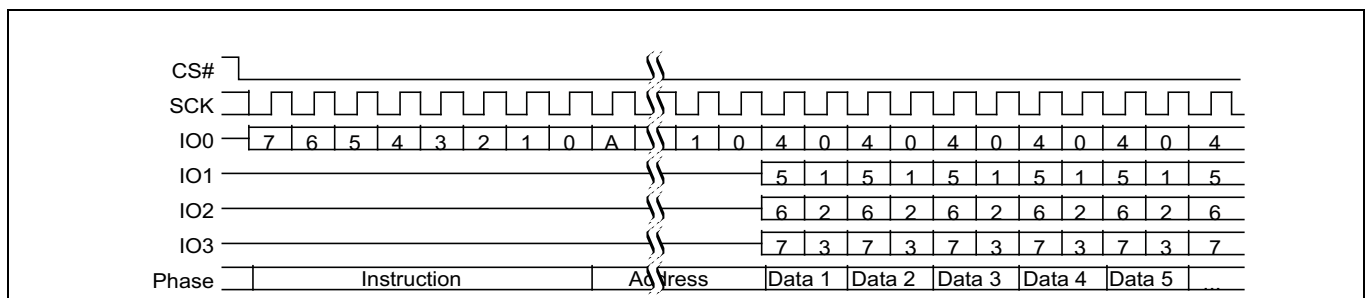 CS#
SCK
IO0 7 6 5 4 3 2 1 0 A 1 0 4 0 4 0 4 0 4 0 4 0 4
IO1 5 1 5 1 5 1 5 1 5 1 5
IO2 6 2 6 2 6 2 6 2 6 2 6
IO3 7 3 7 3 7 3 7 3 7 3 7
Phase Instruction Address Data 1 Data 2 Data 3 Data 4 Data 5 ...